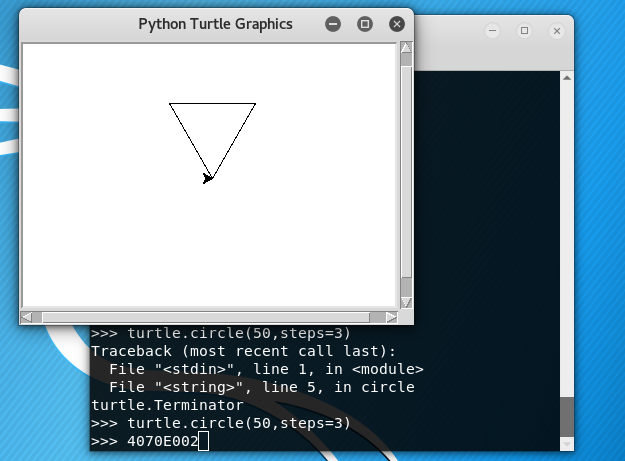 Python Turtle Graphics
>>> turtle.circle(50,steps=3)
Traceback (most recent call last):
  File "<stdin>", line 1, in <module>
  File "<string>", line 5, in circle
turtle.Terminator
>>> turtle.circle(50,steps=3)
>>> 4070E002